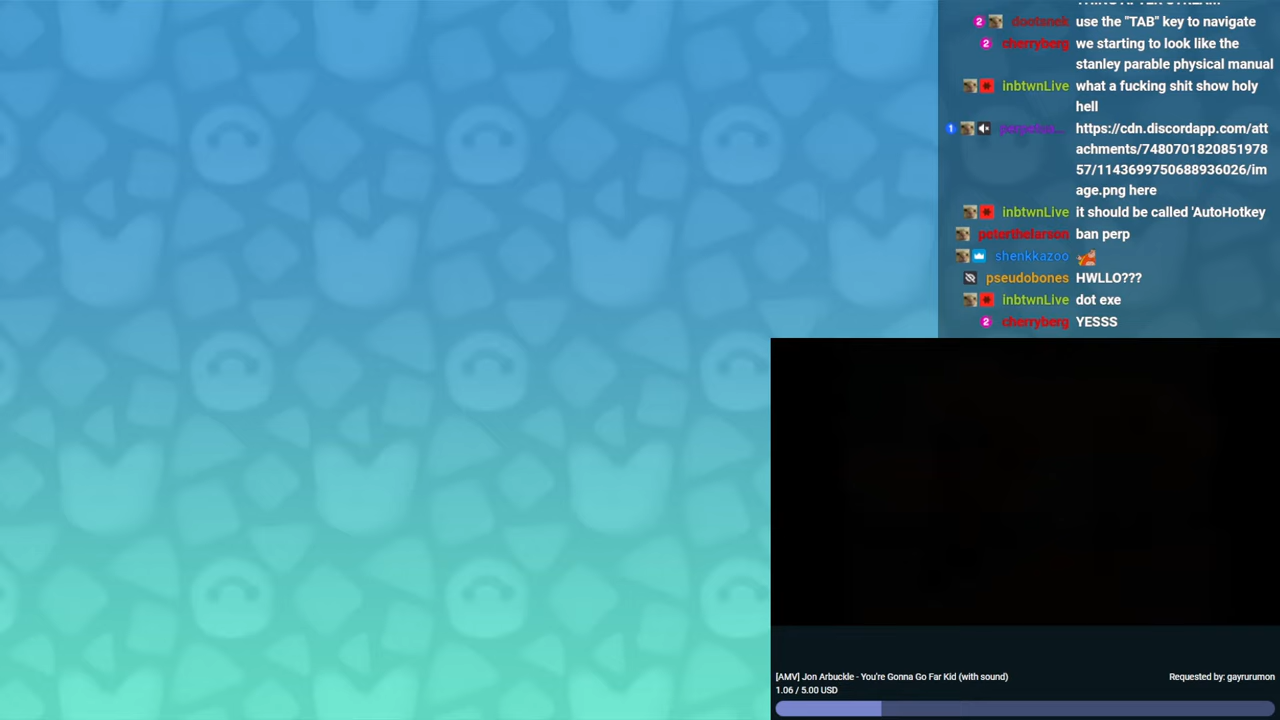 use the "TAB" key to navigate
cherryberg we starting to look like the
stanley parable physical manual
inbtwnLive what a fucking shit show holy
hell
https://cdn.discordapp.com/att
achments/7480701820851978
57/1143699750688936026/im
age.png here
inbtwnLive it should be called 'AutoHotkey
peterthelarson ban perp
shenkkazoo
pseudobones HWLLO???
inbtwnLive dot exe
cherryberg YESSS
[AMV] Jon Arbuckle - You're Gonna Go Far Kid (with sound) Requested by: gayrurumon
1.06 / 5.00 USD